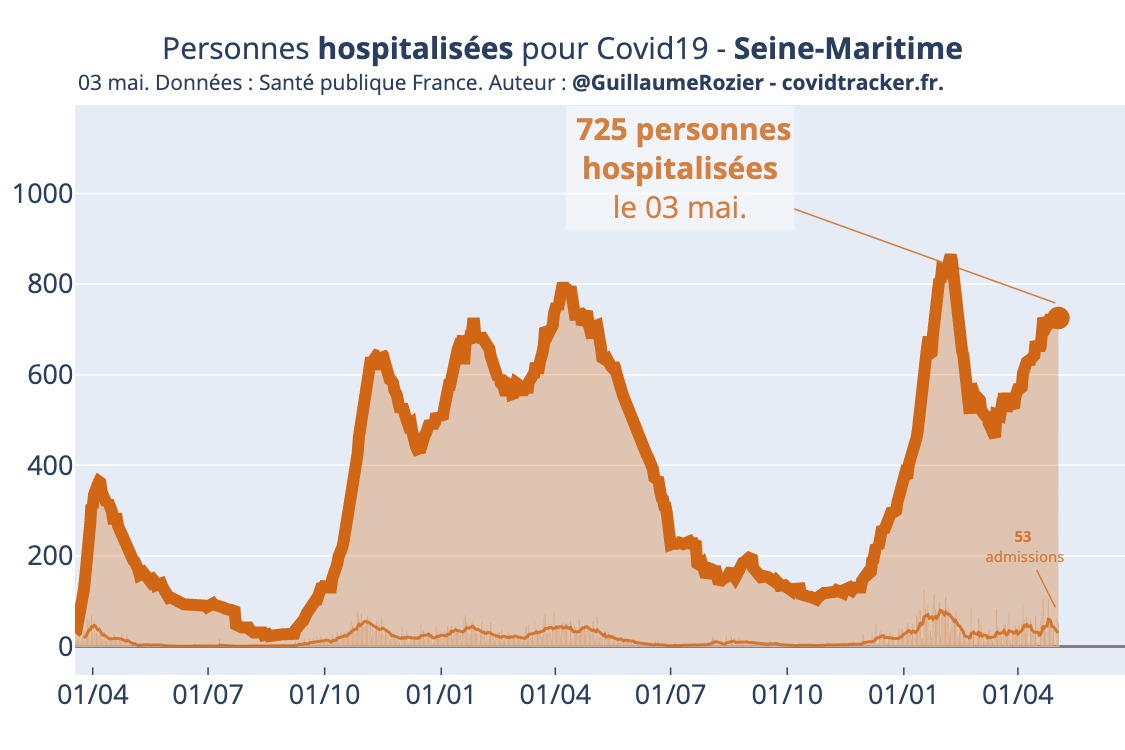 Personnes hospitalisées pour Covid19 - Seine-Maritime
03 mai. Données : Santé publique France. Auteur : @GuillaumeRozier - covidtracker.fr.
725 personnes
hospitalisées
le 03 mai.
1000
800
600
400
200
0
53
admissions
01/04 01/07 01/10 01/01 01/04 01/07 01/10 01/01 01/04